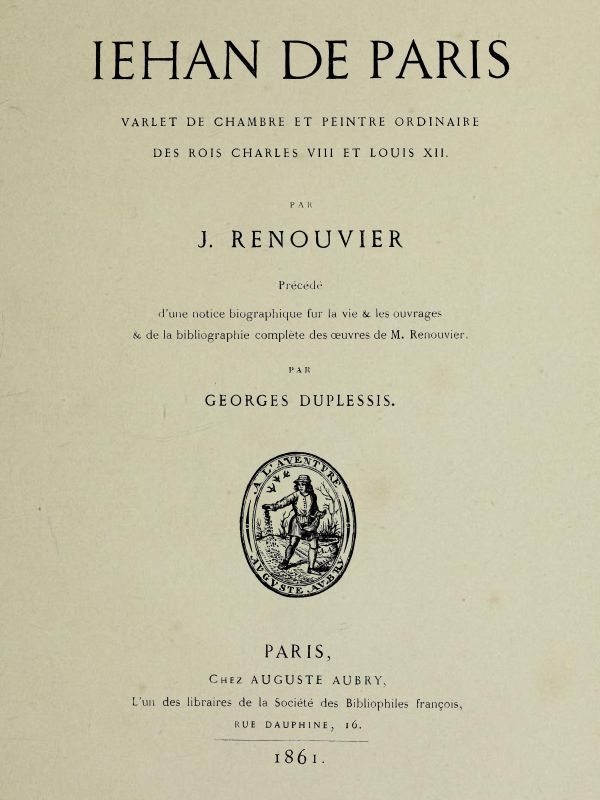 IEHAN DE PARIS
VARLET DE CHAMBRE ET PEINTRE ORDINAIRE
DES ROIS CHARLES VIII ET LOUIS XII.
PAR
J. RENOUVIER
Précédé
d'une notice biographique fur la vie & les ouvrages
& de la bibliographie complète des œuvres de M. Renouvier.
PAR
GEORGES DUPLESSIS.
A L'AVENTVRE
AVGVSTE AVBRY
PARIS,
CHEZ AUGUSTE AUBRY,
L'un des libraires de la Société des Bibliophiles françois,
RUE DAUPHINE, 16.
1861.